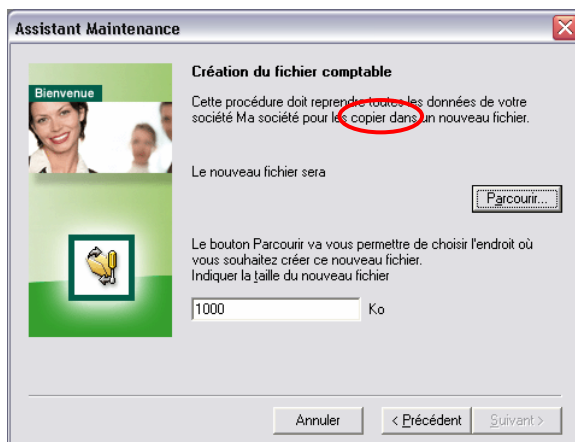 Assistant Maintenance
Bienvenue
Création du fichier comptable
Cette procédure doit reprendre toutes les données de votre
société Ma société pour les copier dans un nouveau fichier.
Le nouveau fichier sera
Parcourir...
Le bouton Parcourir va vous permettre de choisir l'endroit où
vous souhaitez créer ce nouveau fichier.
Indiquer la taille du nouveau fichier
1000 Ko
Annuler < Précédent Suivant >